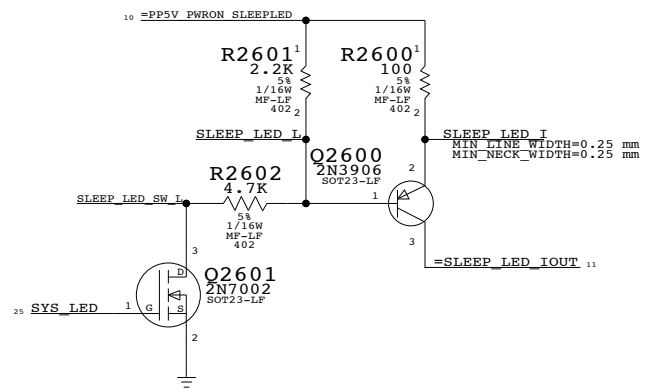 10 =PP5V_PWRON_SLEEPLED
R2601 1
2.2K
5%
1/16W
MF-LF
402
2
R2600 1
100
5%
1/16W
MF-LF
402
2
SLEEP_LED_L
SLEEP_LED_I
MIN_LINE_WIDTH=0.25 mm
MIN_NECK_WIDTH=0.25 mm
Q2600
2N3906
SOT23-LF
2
1
3
R2602
4.7K
5%
1/16W
MF-LF
402
SLEEP_LED_SW_L
=SLEEP_LED_IOUT 11
3
Q2601
2N7002
SOT23-LF
D
G
S
25 SYS_LED 1
2